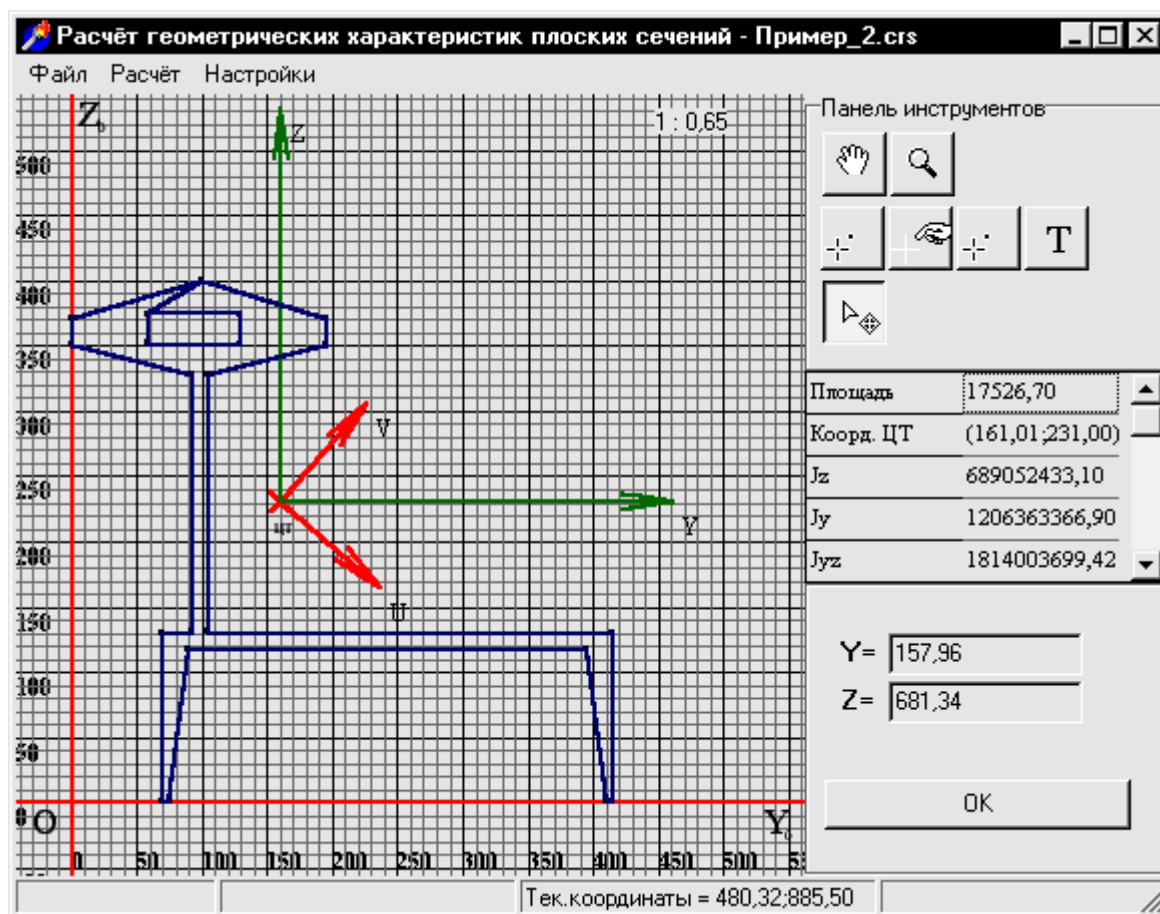 Расчёт геометрических характеристик плоских сечений - Пример_2.crs
Файл Расчёт Настройки
Z₀
Z
1 : 0,65
500
450
400
350
300
250
200
150
100
50
0
V
Y
ЦТ
U
O
Y₀
0 50 100 150 200 250 300 350 400 450 500
Панель инструментов
T
Площадь 17526,70
Коорд. ЦТ (161,01;231,00)
Jz 689052433,10
Jy 1206363366,90
Jyz 1814003699,42
Y= 157,96
Z= 681,34
OK
Тек.координаты = 480,32;885,50